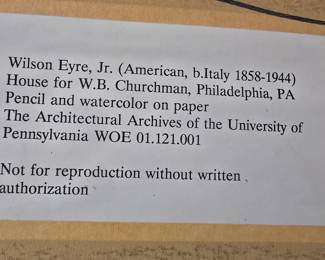 Wilson Eyre, Jr. (American, b.Italy 1858-1944)
House for W.B. Churchman, Philadelphia, PA
Pencil and watercolor on paper
The Architectural Archives of the University of
Pennsylvania WOE 01.121.001
Not for reproduction without written
authorization